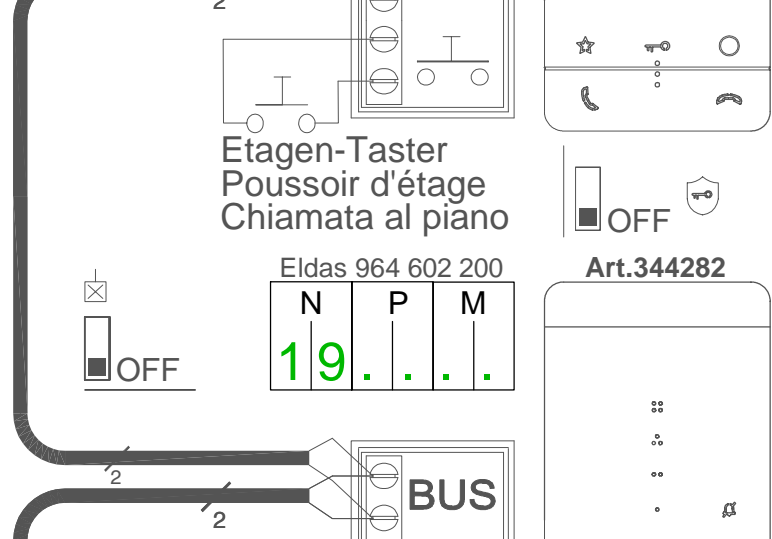 2
Etagen-Taster
Poussoir d'étage
Chiamata al piano
OFF
Eldas 964 602 200
Art.344282
N P M
19....
OFF
2
BUS
2